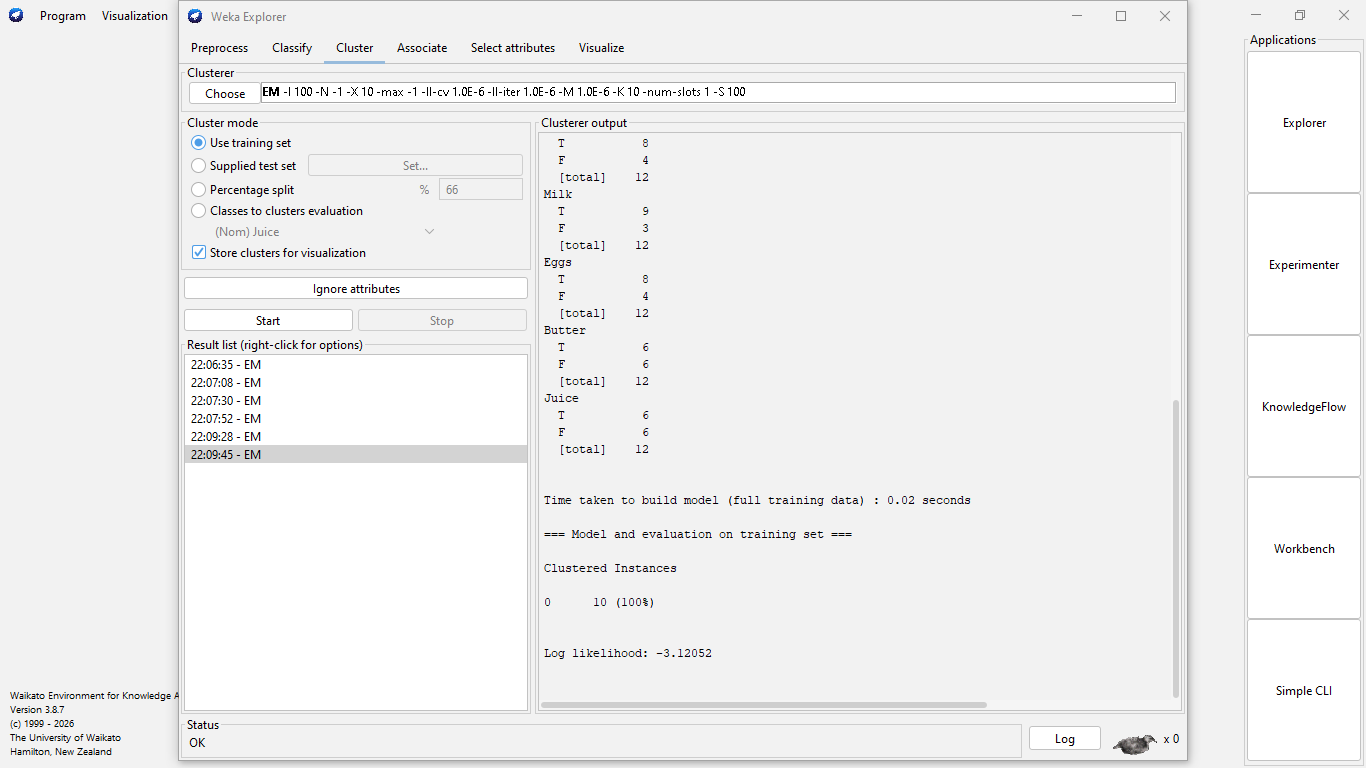 Program Visualization
Weka Explorer
Preprocess Classify Cluster Associate Select attributes Visualize
Clusterer
Choose EM -I 100 -N -1 -X 10 -max -1 -ll-cv 1.0E-6 -ll-iter 1.0E-6 -M 1.0E-6 -K 10 -num-slots 1 -S 100
Cluster mode
Use training set
Supplied test set Set...
Percentage split % 66
Classes to clusters evaluation
(Nom) Juice
Store clusters for visualization
Ignore attributes
Start Stop
Result list (right-click for options)
22:06:35 - EM
22:07:08 - EM
22:07:30 - EM
22:07:52 - EM
22:09:28 - EM
22:09:45 - EM
Clusterer output
T 8
F 4
[total] 12
Milk
T 9
F 3
[total] 12
Eggs
T 8
F 4
[total] 12
Butter
T 6
F 6
[total] 12
Juice
T 6
F 6
[total] 12
Time taken to build model (full training data) : 0.02 seconds
=== Model and evaluation on training set ===
Clustered Instances
0 10 (100%)
Log likelihood: -3.12052
Status
OK
Log x 0
Applications
Explorer
Experimenter
KnowledgeFlow
Workbench
Simple CLI
Waikato Environment for Knowledge A
Version 3.8.7
(c) 1999 - 2026
The University of Waikato
Hamilton, New Zealand